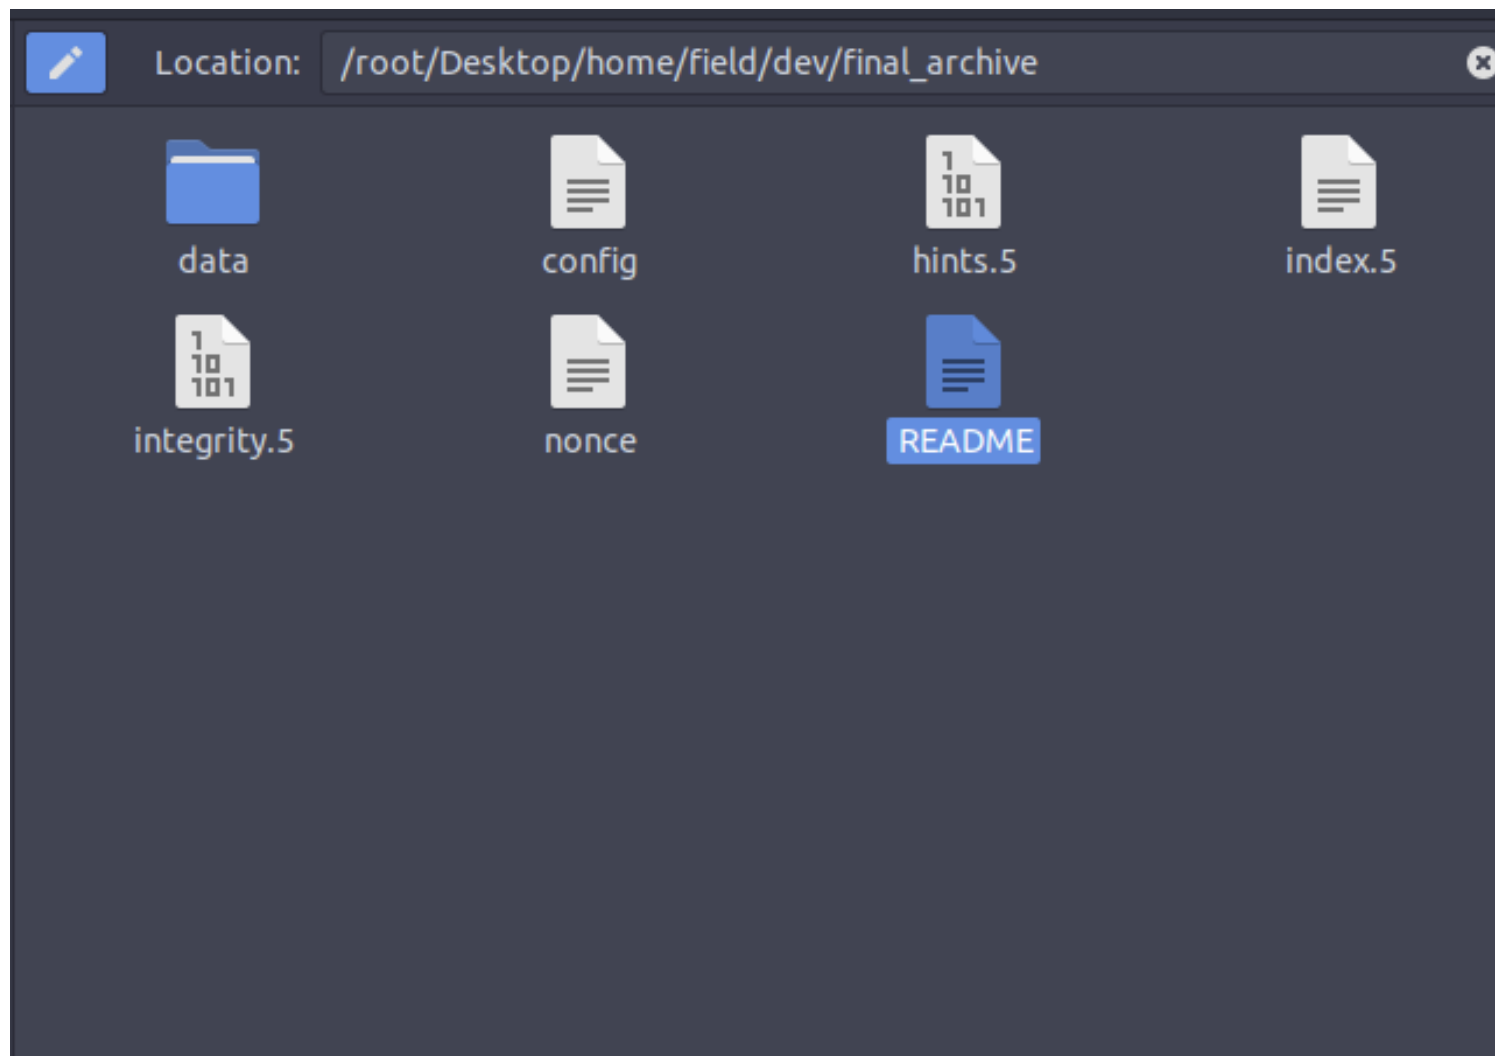 Location: /root/Desktop/home/field/dev/final_archive
data config hints.5 index.5
integrity.5 nonce README